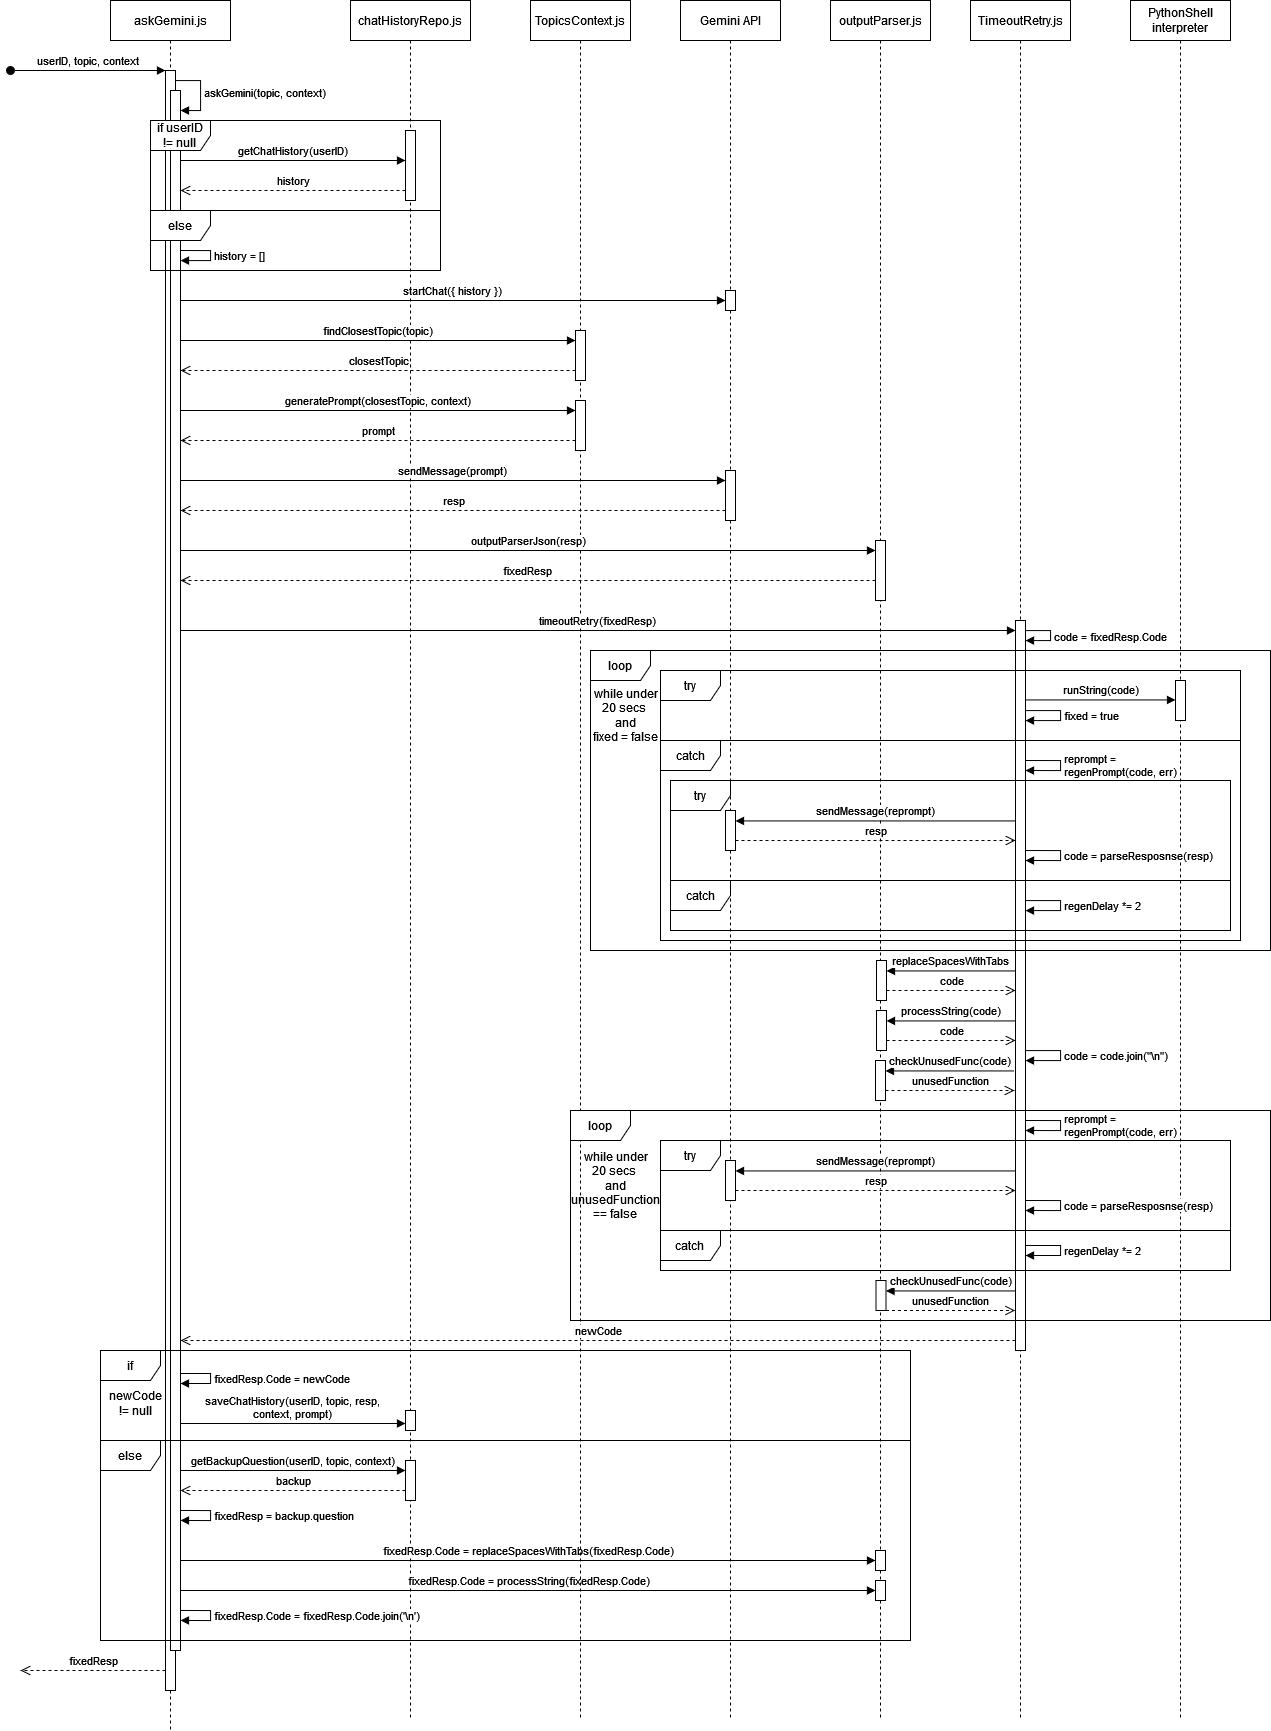 askGemini.js
chatHistoryRepo.js
TopicsContext.js
Gemini API
outputParser.js
TimeoutRetry.js
PythonShell
interpreter
userID, topic, context
askGemini(topic, context)
if userID
!= null
getChatHistory(userID)
history
else
history = []
startChat({ history })
findClosestTopic(topic)
closestTopic
generatePrompt(closestTopic, context)
prompt
sendMessage(prompt)
resp
outputParserJson(resp)
fixedResp
timeoutRetry(fixedResp)
code = fixedResp.Code
loop
while under
20 secs
and
fixed = false
try
runString(code)
fixed = true
catch
reprompt =
regenPrompt(code, err)
try
sendMessage(reprompt)
resp
code = parseResposnse(resp)
catch
regenDelay *= 2
replaceSpacesWithTabs
code
processString(code)
code
code = code.join("\n")
checkUnusedFunc(code)
unusedFunction
loop
while under
20 secs
and
unusedFunction
== false
reprompt =
regenPrompt(code, err)
try
sendMessage(reprompt)
resp
code = parseResposnse(resp)
catch
regenDelay *= 2
checkUnusedFunc(code)
unusedFunction
newCode
if
newCode
!= null
fixedResp.Code = newCode
saveChatHistory(userID, topic, resp,
context, prompt)
else
getBackupQuestion(userID, topic, context)
backup
fixedResp = backup.question
fixedResp.Code = replaceSpacesWithTabs(fixedResp.Code)
fixedResp.Code = processString(fixedResp.Code)
fixedResp.Code = fixedResp.Code.join('\n')
fixedResp